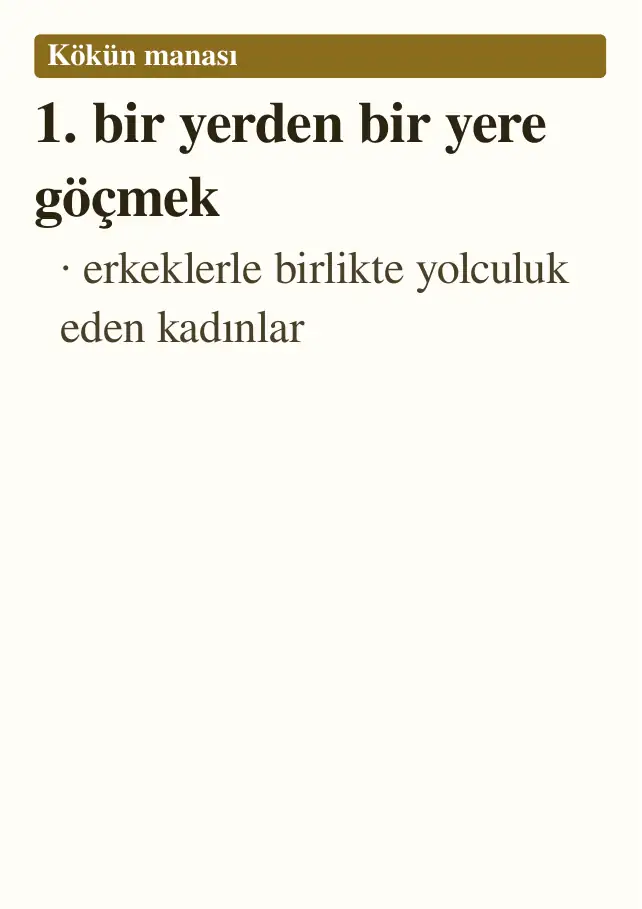 Kökün manası
1. bir yerden bir yere
göçmek
· erkeklerle birlikte yolculuk
eden kadınlar